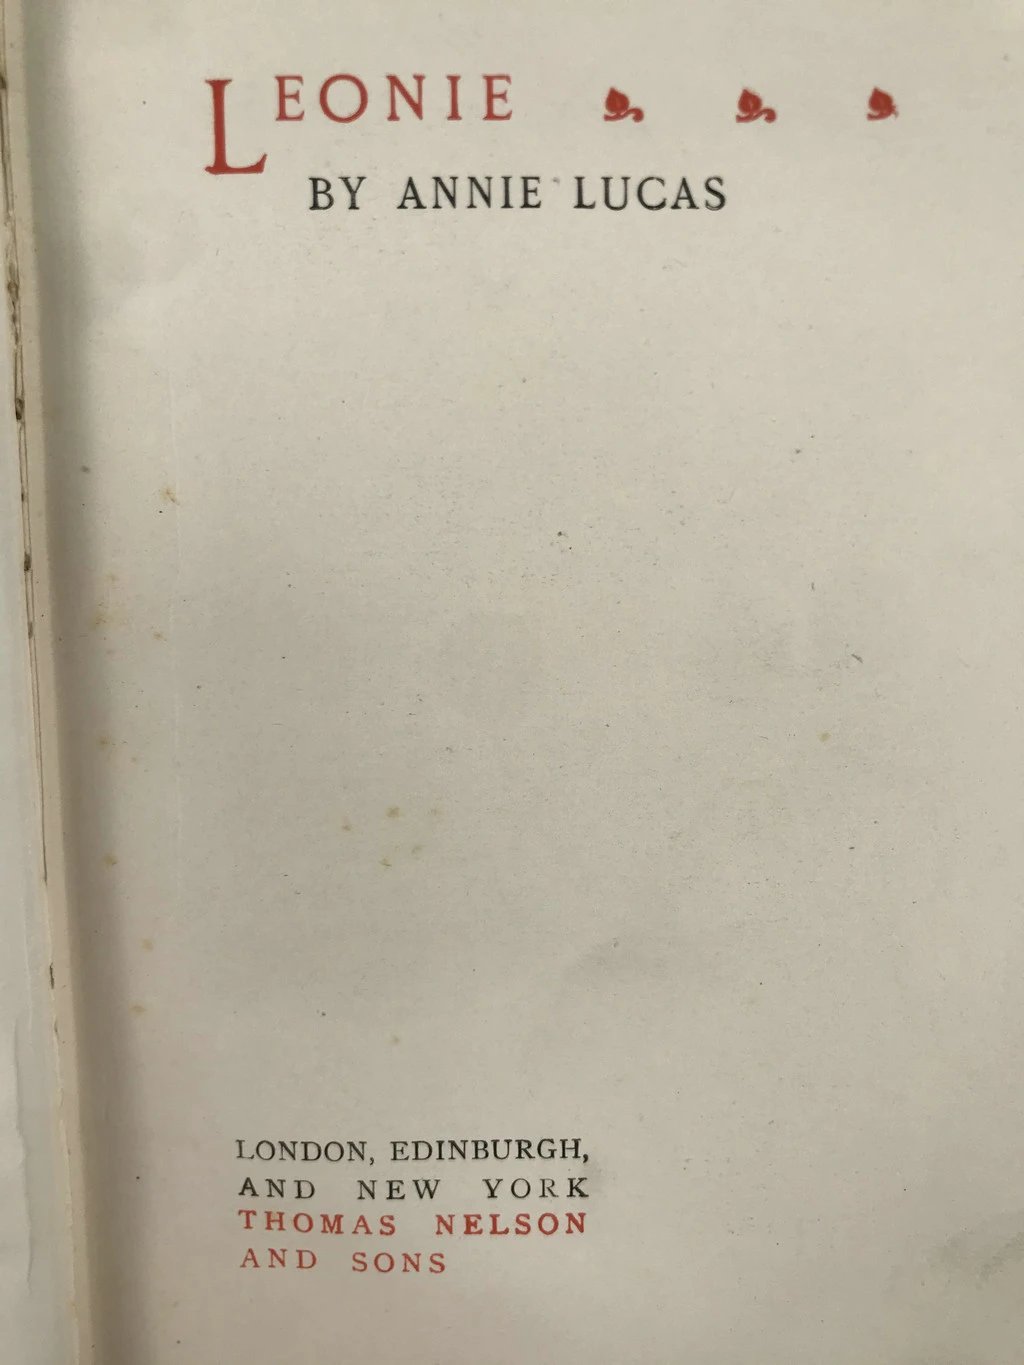 LEONIE
BY ANNIE LUCAS
LONDON, EDINBURGH,
AND NEW YORK
THOMAS NELSON
AND SONS